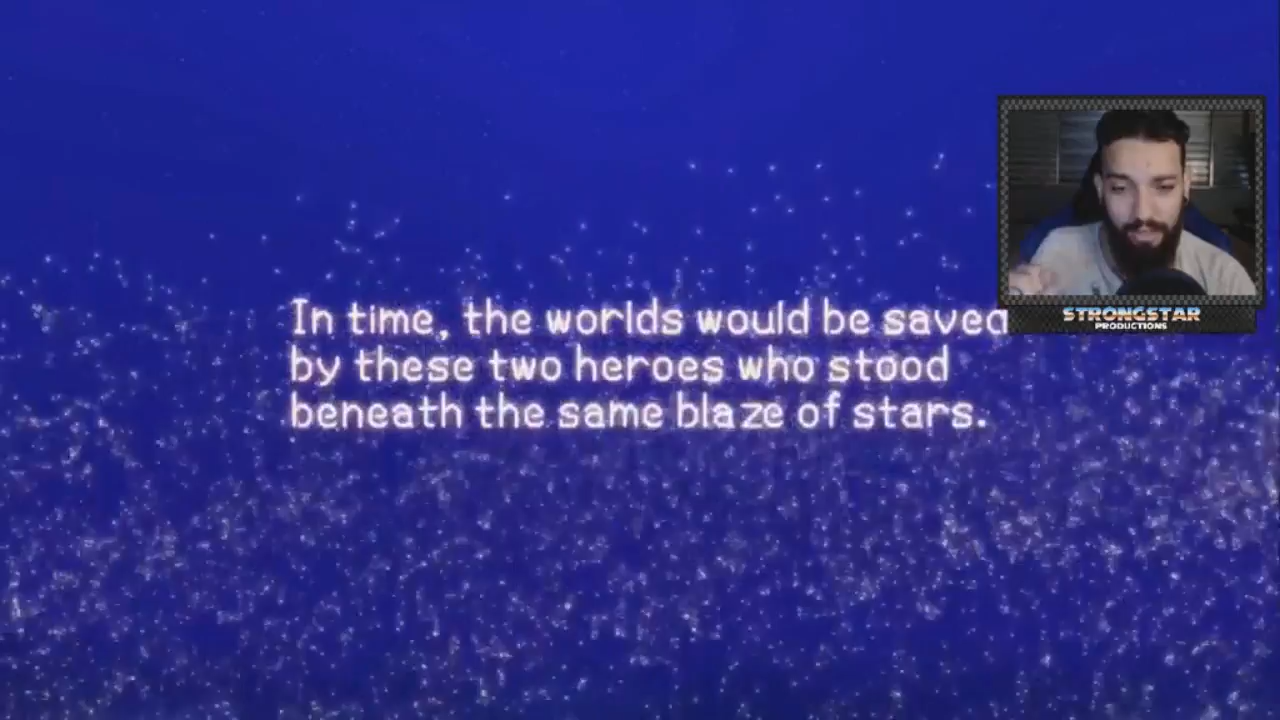 In time, the worlds would be saved
by these two heroes who stood
beneath the same blaze of stars.
STRONGSTAR
PRODUCTIONS